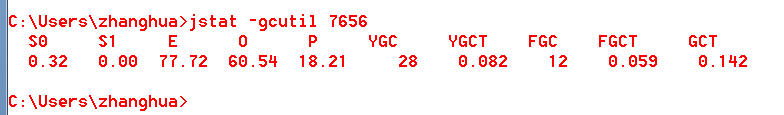 C:\Users\zhanghua>jstat -gcutil 7656
S0 S1 E O P YGC YGCT FGC FGCT GCT
0.32 0.00 77.72 60.54 18.21 28 0.082 12 0.059 0.142
C:\Users\zhanghua>